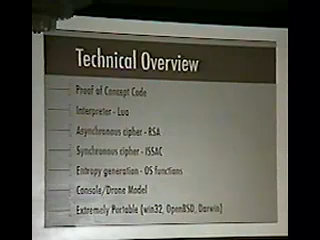 Technical Overview
Proof of Concept Code
Interpreter - Lua
Asynchronous cipher - RSA
Synchronous cipher - ISSAC
Entropy generation - OS functions
Console/Drone Model
Extremely Portable (win32, OpenBSD, Darwin)